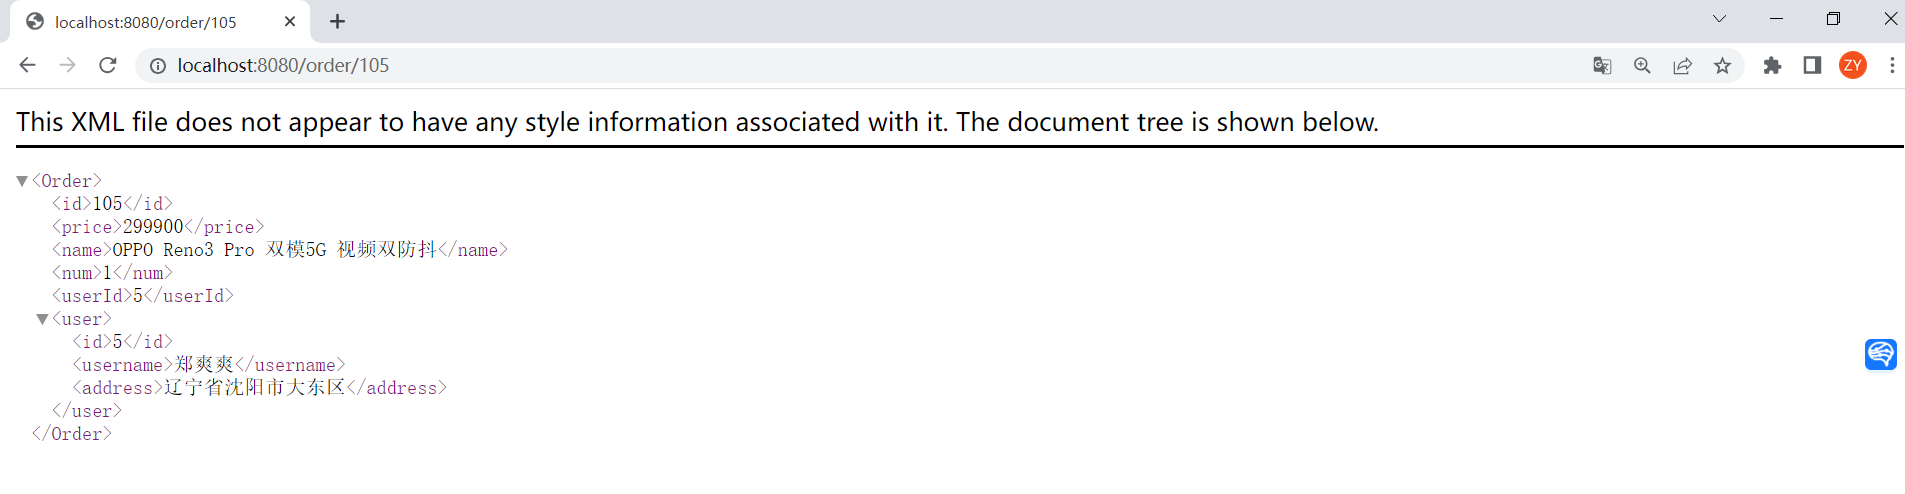 localhost:8080/order/105
localhost:8080/order/105
ZY
This XML file does not appear to have any style information associated with it. The document tree is shown below.
<Order>
<id>105</id>
<price>299900</price>
<name>OPPO Reno3 Pro 双模5G 视频双防抖</name>
<num>1</num>
<userId>5</userId>
<user>
<id>5</id>
<username>郑爽爽</username>
<address>辽宁省沈阳市大东区</address>
</user>
</Order>